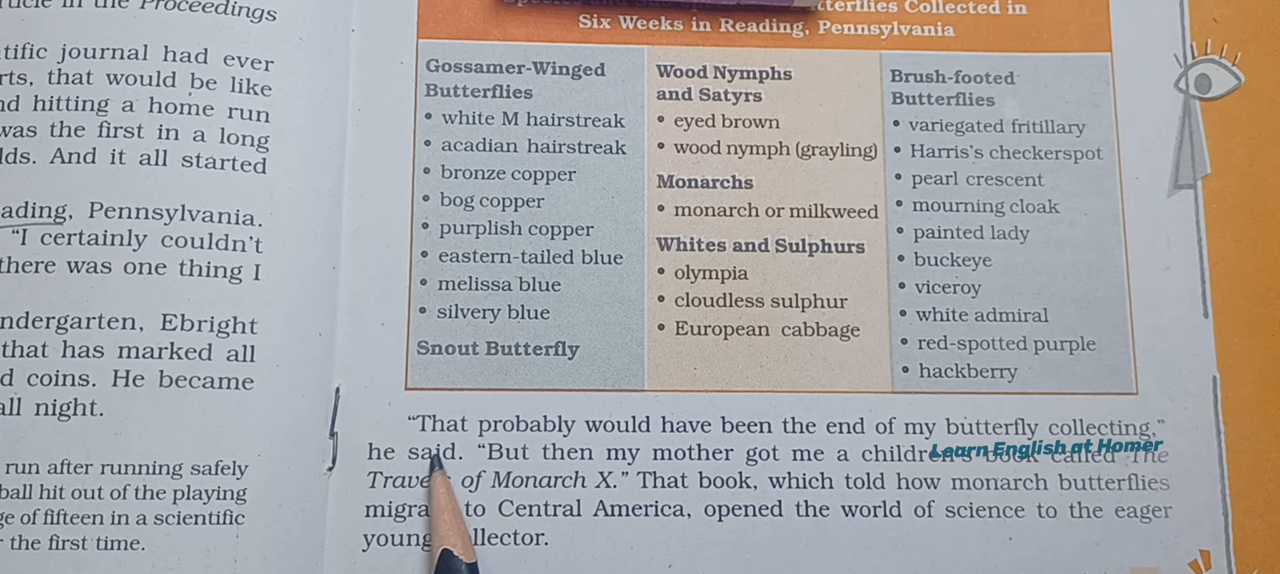 ticle in the Proceedings
tific journal had ever
rts, that would be like
nd hitting a home run
was the first in a long
lds. And it all started
ading, Pennsylvania.
"I certainly couldn't
there was one thing I
ndergarten, Ebright
that has marked all
d coins. He became
all night.
run after running safely
ball hit out of the playing
ge of fifteen in a scientific
the first time.
tterflies Collected in
Six Weeks in Reading, Pennsylvania
Gossamer-Winged
Butterflies
• white M hairstreak
• acadian hairstreak
• bronze copper
• bog copper
• purplish copper
• eastern-tailed blue
• melissa blue
• silvery blue
Snout Butterfly
Wood Nymphs
and Satyrs
• eyed brown
• wood nymph (grayling)
Monarchs
• monarch or milkweed
Whites and Sulphurs
• olympia
• cloudless sulphur
• European cabbage
Brush-footed
Butterflies
• variegated fritillary
• Harris's checkerspot
• pearl crescent
• mourning cloak
• painted lady
• buckeye
• viceroy
• white admiral
• red-spotted purple
• hackberry
"That probably would have been the end of my butterfly collecting,"
he said. "But then my mother got me a children's book called The
Trave of Monarch X." That book, which told how monarch butterflies
migra to Central America, opened the world of science to the eager
young llector.
Learn English at Homer